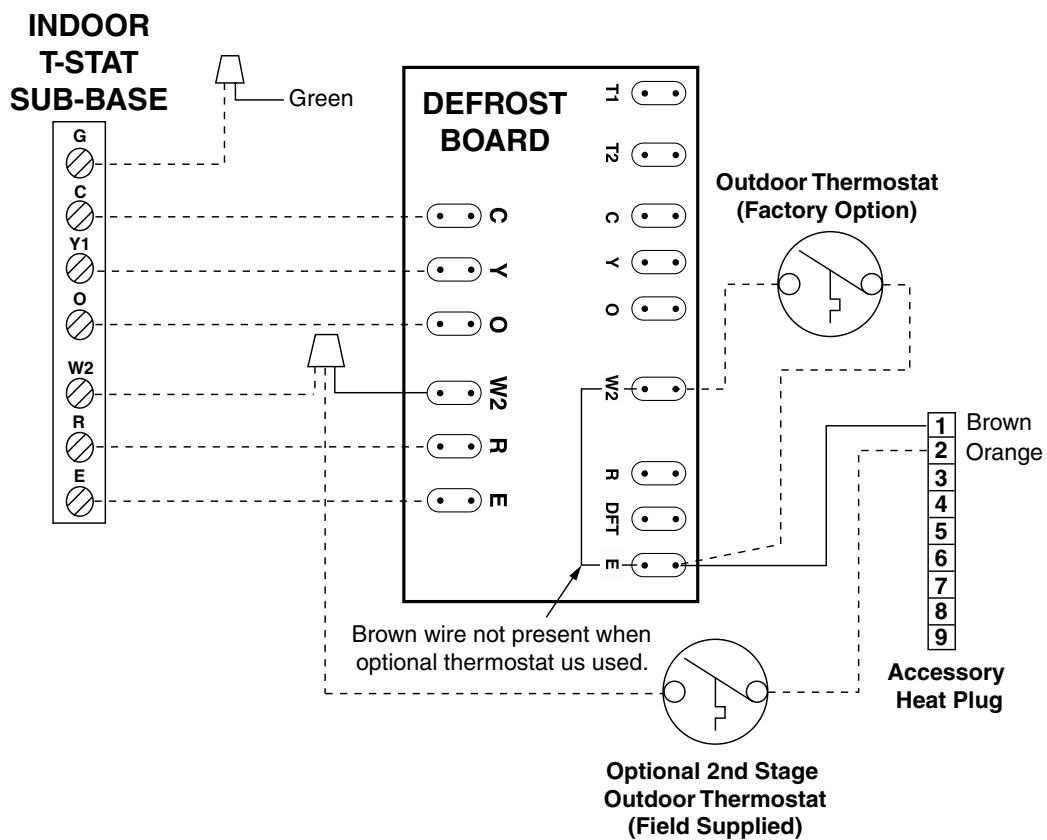 INDOOR
T-STAT
SUB-BASE
Green
G
C
Y1
O
W2
R
E
DEFROST
BOARD
C
Y
O
W2
R
E
T1
T2
C
Y
O
W2
R
DFT
E
Outdoor Thermostat
(Factory Option)
1 Brown
2 Orange
3
4
5
6
7
8
9
Accessory
Heat Plug
Brown wire not present when
optional thermostat us used.
Optional 2nd Stage
Outdoor Thermostat
(Field Supplied)